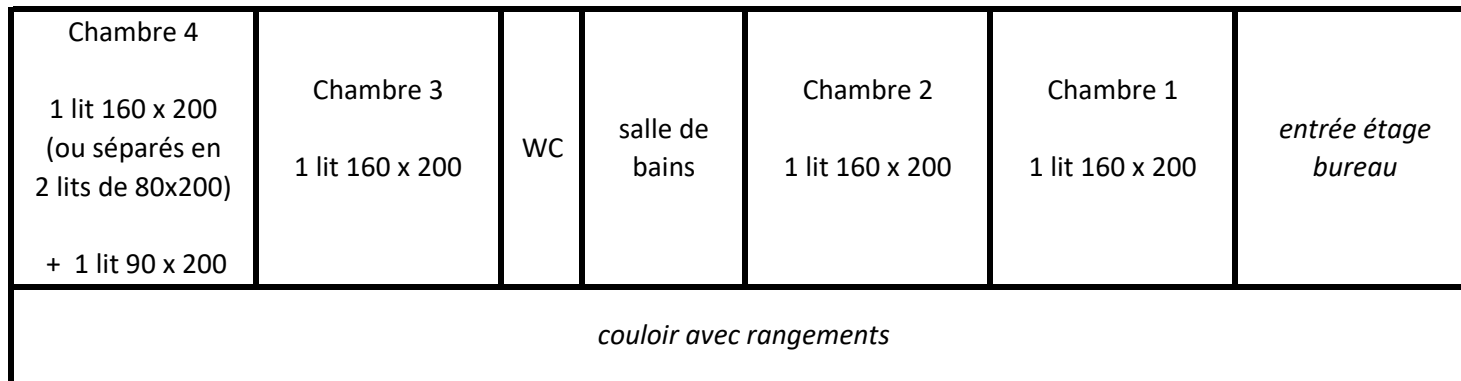 Chambre 4
1 lit 160 x 200
(ou séparés en
2 lits de 80x200)
+ 1 lit 90 x 200
Chambre 3
1 lit 160 x 200
WC
salle de
bains
Chambre 2
1 lit 160 x 200
Chambre 1
1 lit 160 x 200
entrée étage
bureau
couloir avec rangements